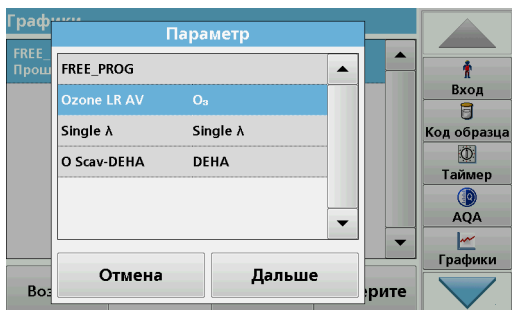 Графики
Параметр
FREE_
Прош
FREE_PROG
Ozone LR AV O₃
Single λ Single λ
O Scav-DEHA DEHA
Отмена Дальше
Воз ерите
Вход
Код образца
Таймер
AQA
Графики